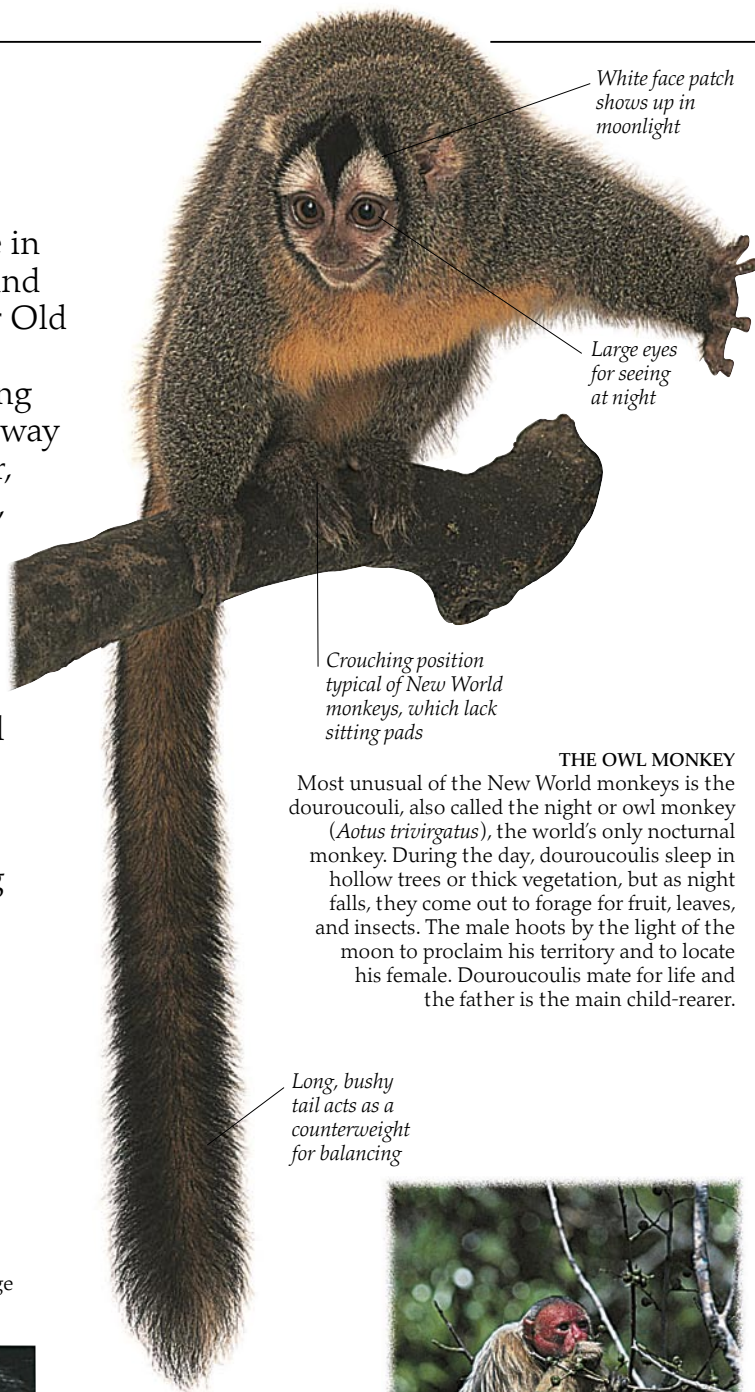 White face patch
shows up in
moonlight
in
Old
way
Large eyes
for seeing
at night
Crouching position
typical of New World
monkeys, which lack
sitting pads
THE OWL MONKEY
Most unusual of the New World monkeys is the
douroucouli, also called the night or owl monkey
(Aotus trivirgatus), the world's only nocturnal
monkey. During the day, douroucoulis sleep in
hollow trees or thick vegetation, but as night
falls, they come out to forage for fruit, leaves,
and insects. The male hoots by the light of the
moon to proclaim his territory and to locate
his female. Douroucoulis mate for life and
the father is the main child-rearer.
Long, bushy
tail acts as a
counterweight
for balancing